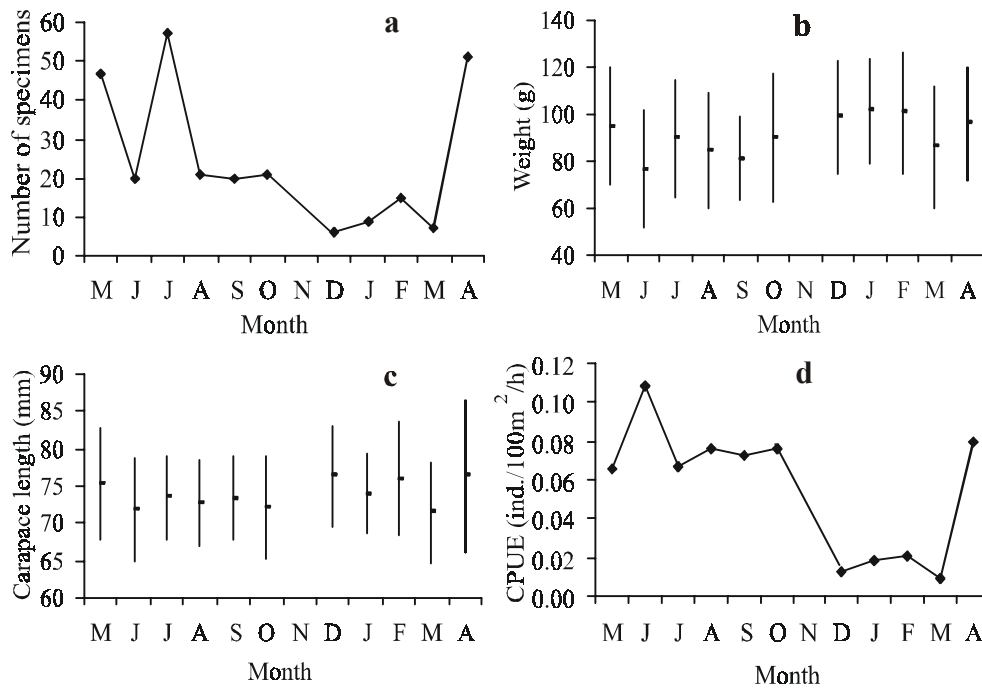 a
Number of specimens
60
50
40
30
20
10
0
M J J A S O N D J F M A
Month
b
Weight (g)
140
120
100
80
60
40
M J J A S O N D J F M A
Month
c
Carapace length (mm)
90
85
80
75
70
65
60
M J J A S O N D J F M A
Month
d
CPUE (ind./100m²/h)
0.12
0.10
0.08
0.06
0.04
0.02
0.00
M J J A S O N D J F M A
Month